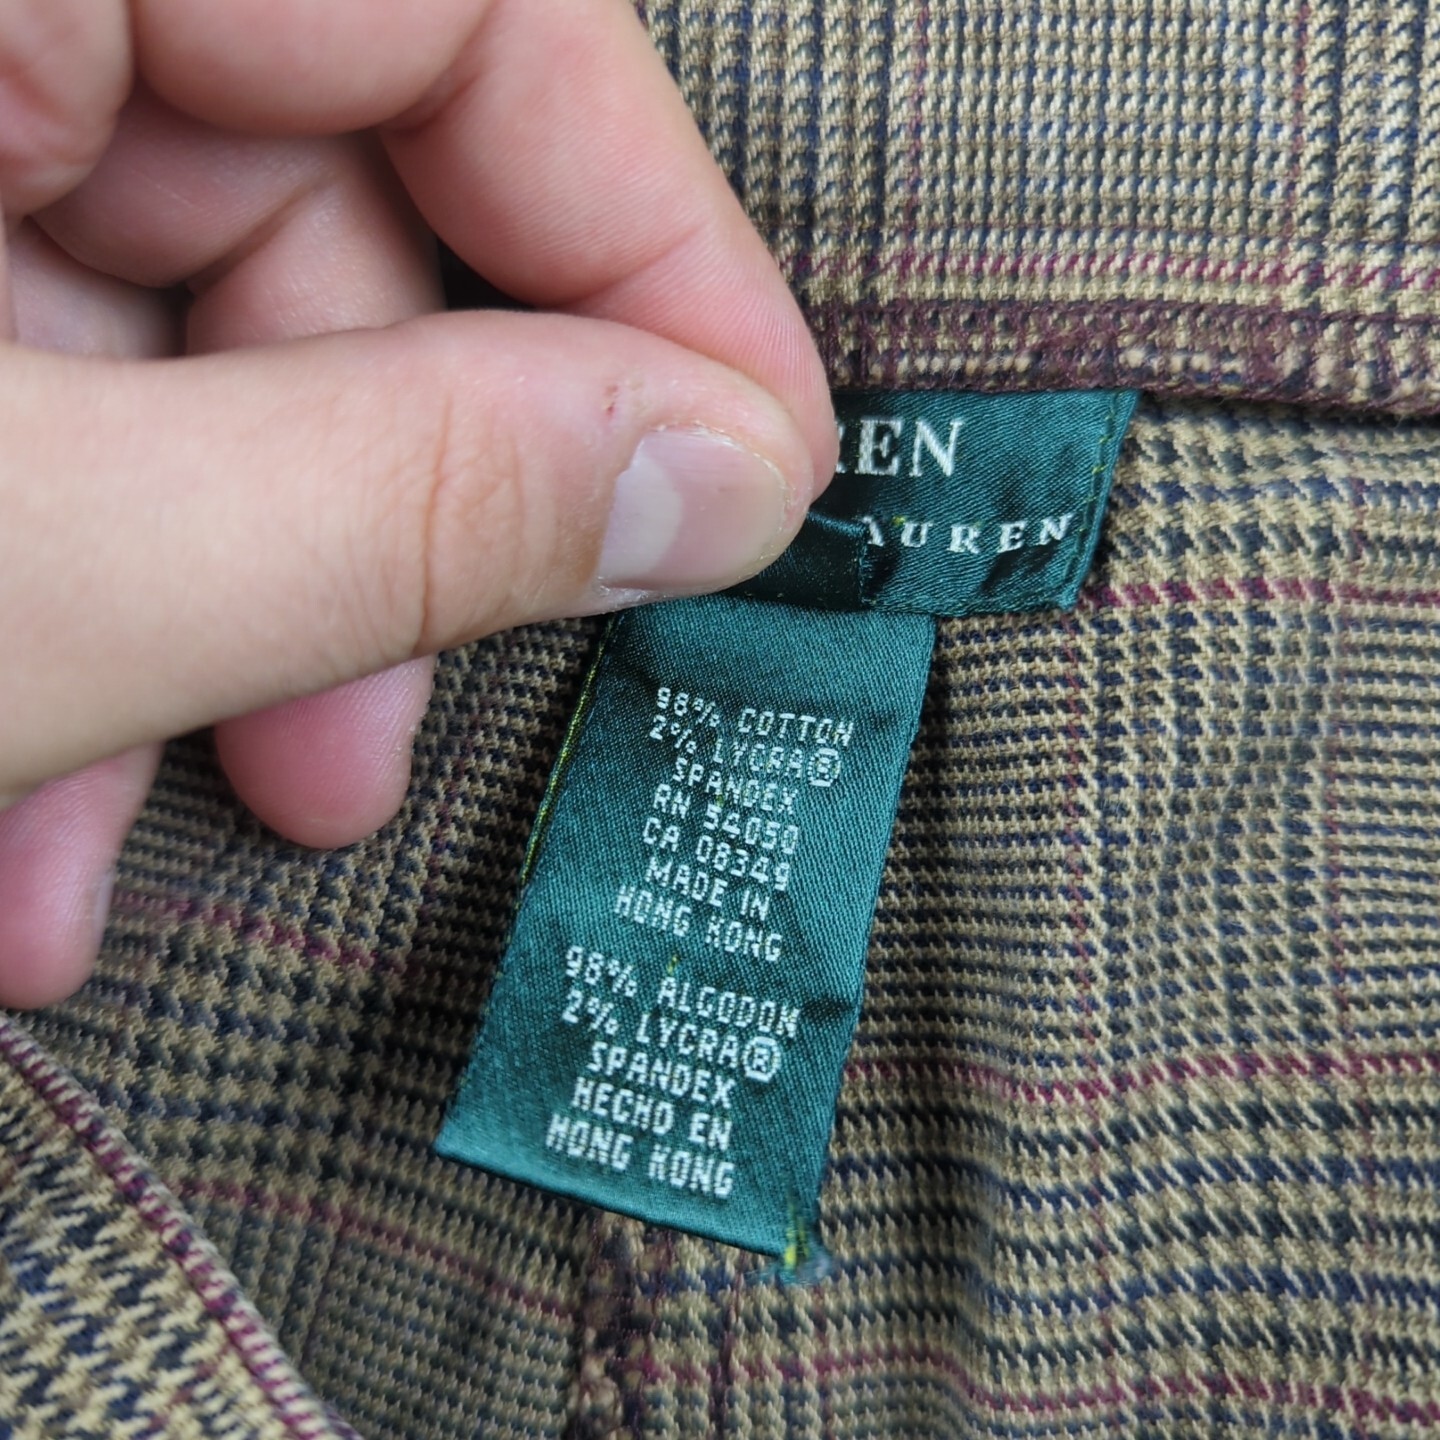 REN
AUREN
98% COTTON
2% LYCRA®
SPANDEX
RN 54050
CA 08349
MADE IN
HONG KONG
98% ALGODON
2% LYCRA®
SPANDEX
HECHO EN
HONG KONG